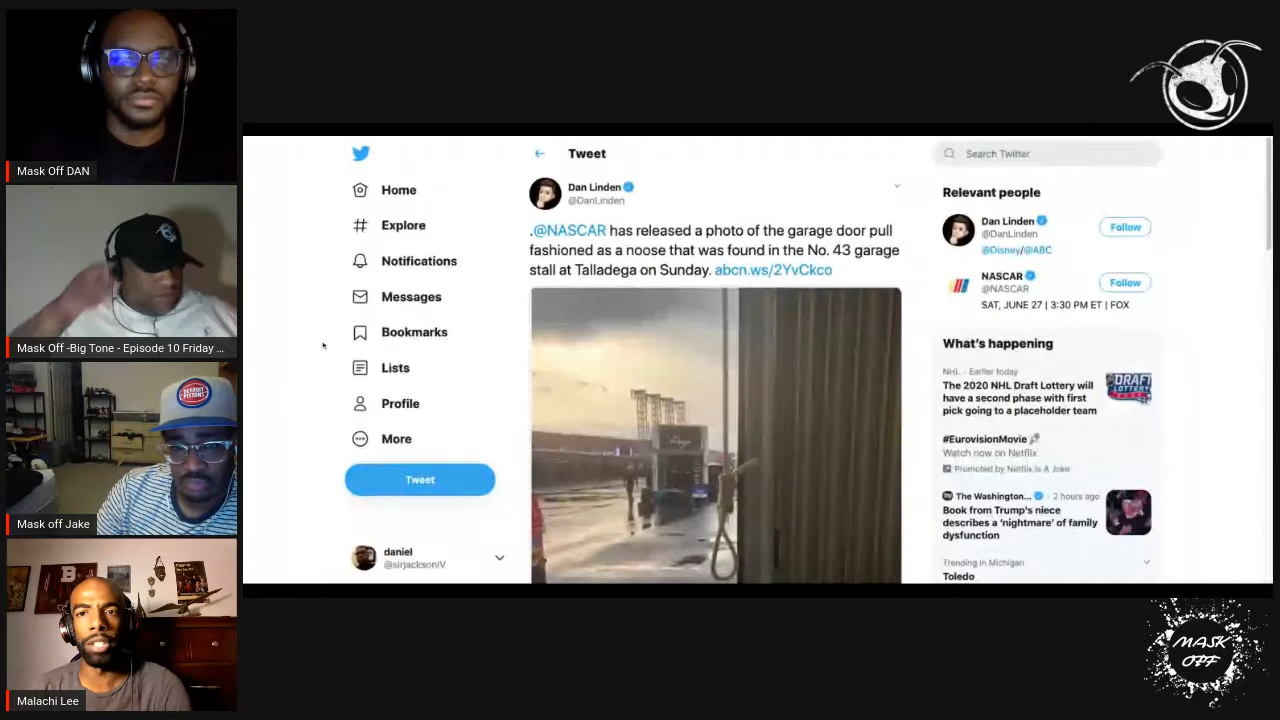 Mask Off DAN
Mask Off -Big Tone - Episode 10 Friday ...
DETROIT
PISTONS
Mask off Jake
B
Malachi Lee
Home
Explore
Notifications
Messages
Bookmarks
Lists
Profile
More
Tweet
daniel
@sirjacksonIV
Tweet
Dan Linden
@DanLinden
.@NASCAR has released a photo of the garage door pull
fashioned as a noose that was found in the No. 43 garage
stall at Talladega on Sunday. abcn.ws/2YvCkco
Search Twitter
Relevant people
Dan Linden
@DanLinden
Follow
@Disney/@ABC
NASCAR
@NASCAR
Follow
SAT, JUNE 27 | 3:30 PM ET | FOX
What's happening
NHL · Earlier today
The 2020 NHL Draft Lottery will
have a second phase with first
pick going to a placeholder team
DRAFT
LOTTERY
#EurovisionMovie
Watch now on Netflix
Promoted by Netflix Is A Joke
The Washington... · 2 hours ago
Book from Trump's niece
describes a 'nightmare' of family
dysfunction
Trending in Michigan
Toledo
MASK
OFF